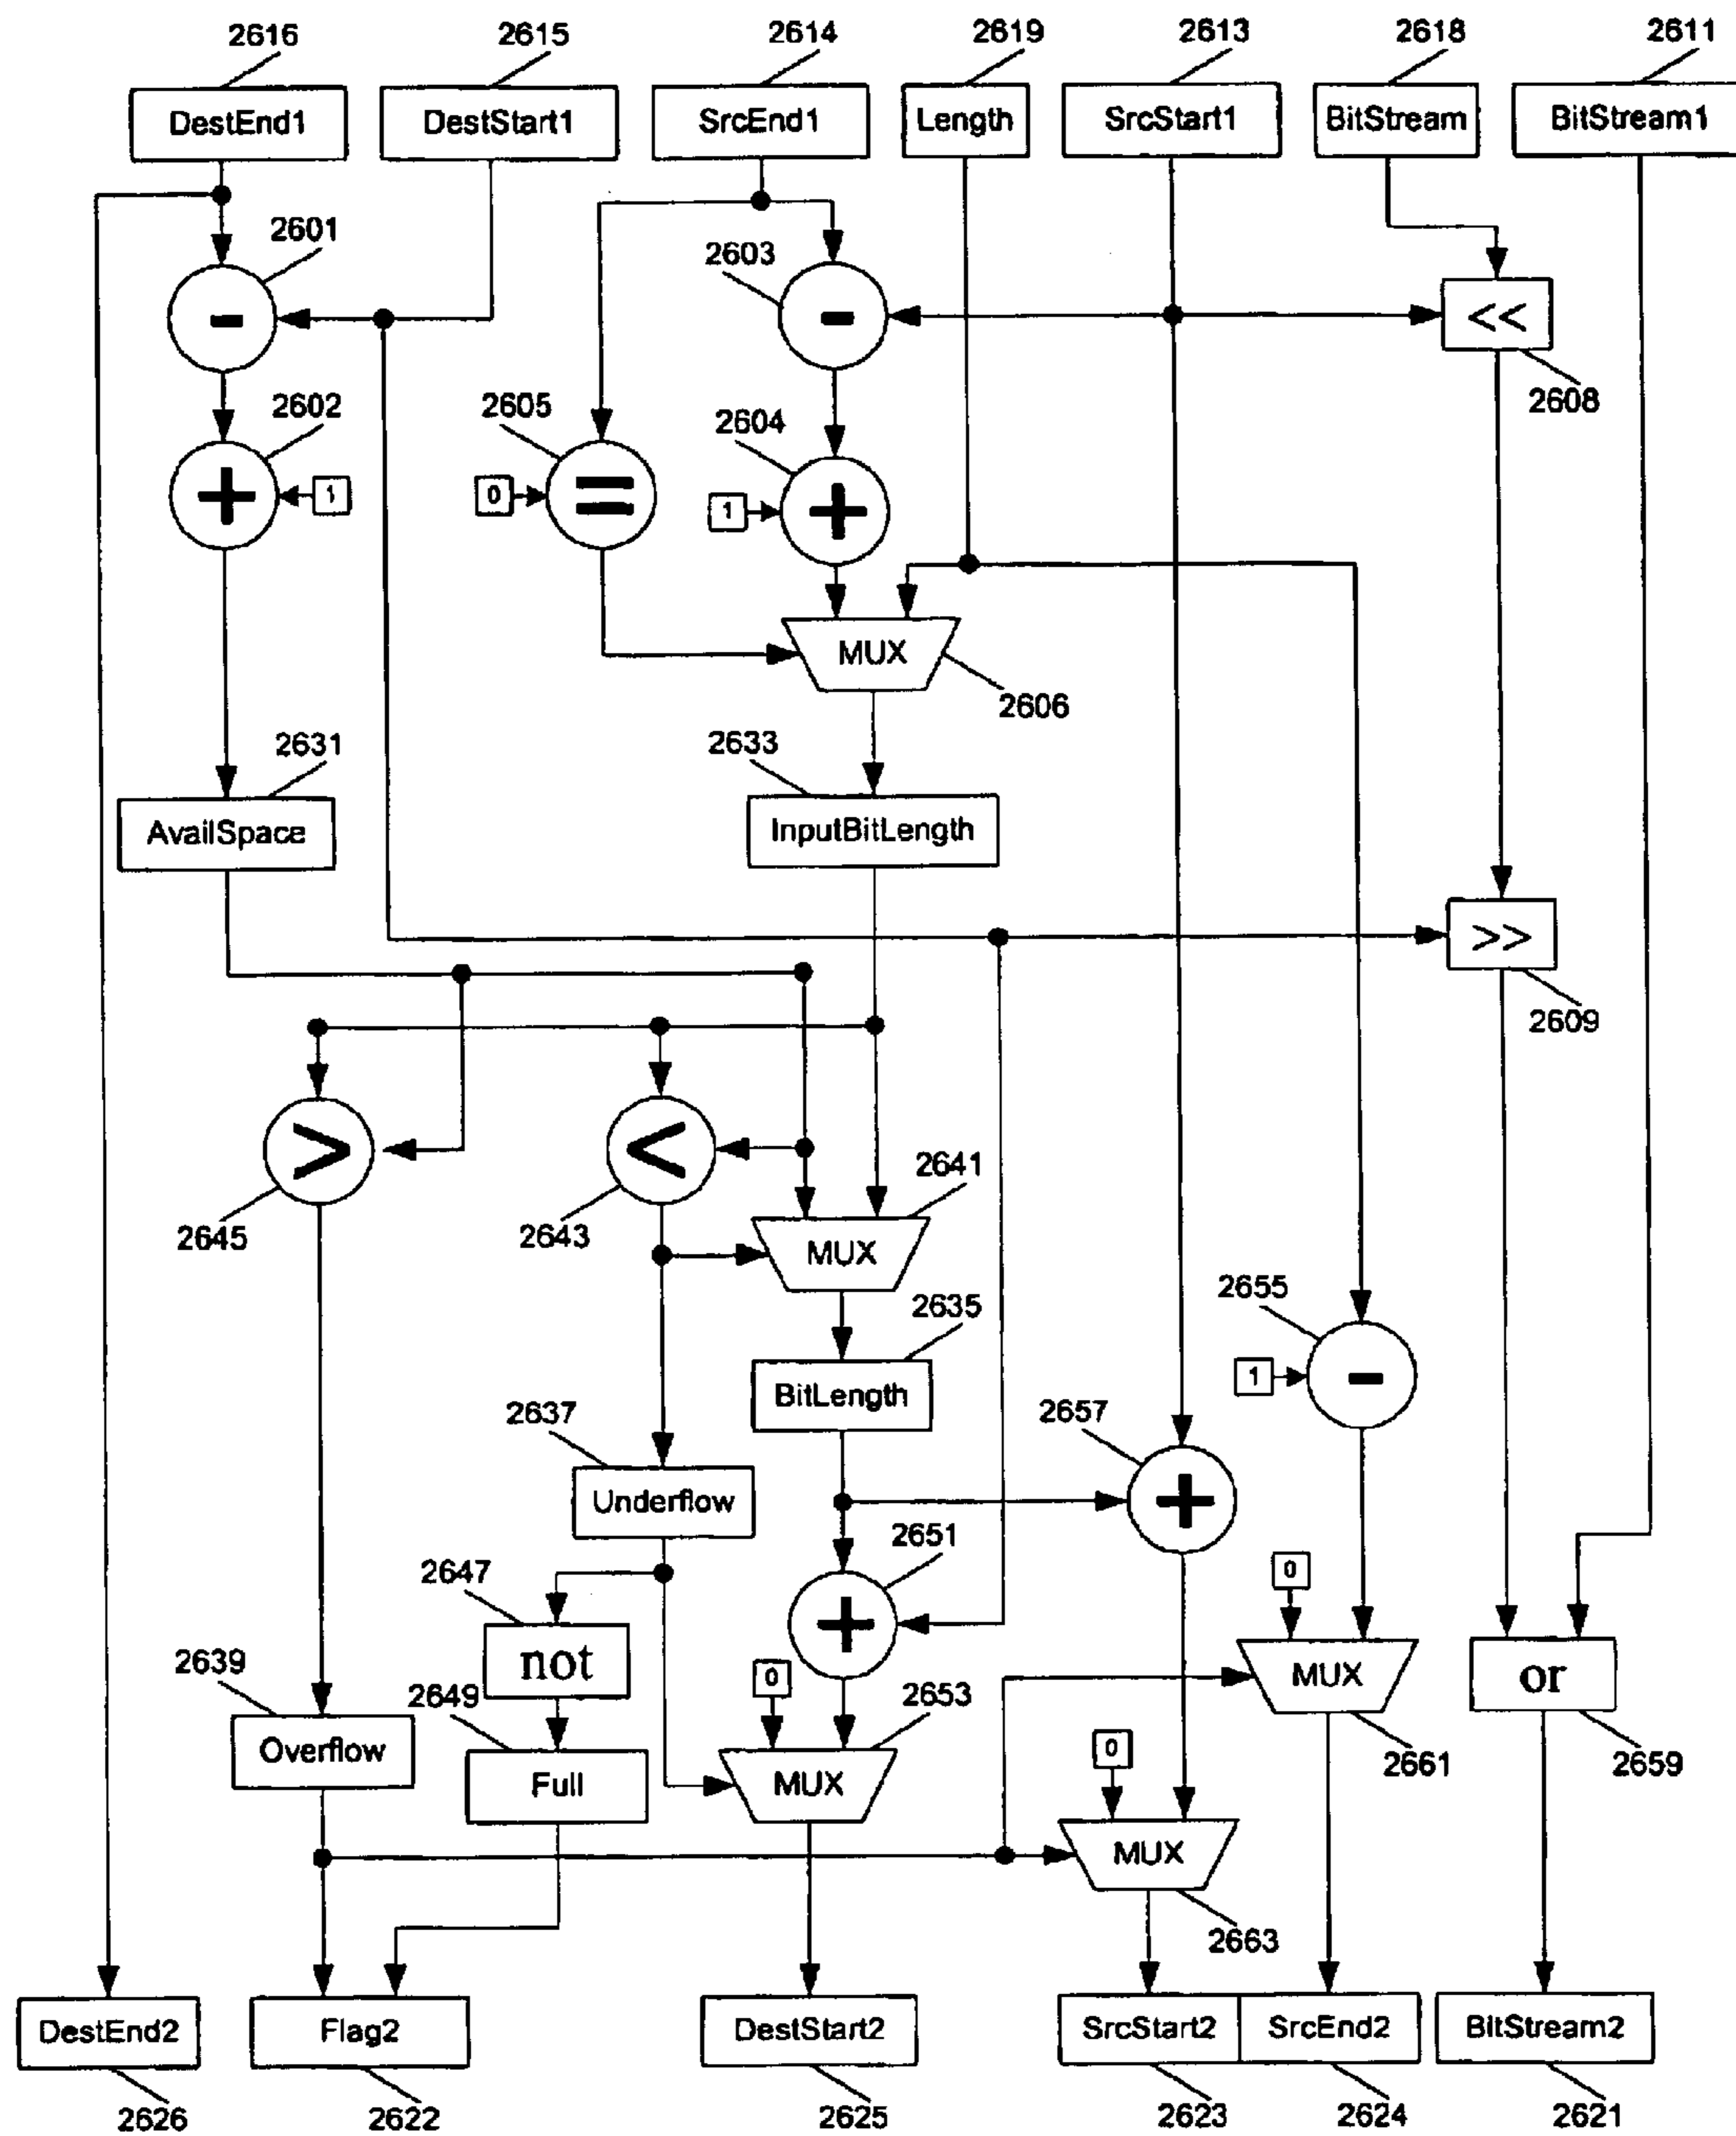 2616 2615 2614 2619 2613 2618 2611
DestEnd1 DestStart1 SrcEnd1 Length SrcStart1 BitStream BitStream1
2601
2603
- - <<
2602 2605 2604 2608
+ 1 0 = 1 +
MUX
2606
2631 2633
AvailSpace InputBitLength
>>
2609
> <
2641
2645 2643
MUX
2655
2635
1 -
BitLength
2637 2657
Underflow +
2651
0
2647
+
not 0 MUX or
2639
2649 2653
Overflow 0 2661 2659
Full MUX
MUX
2663
DestEnd2 Flag2 DestStart2 SrcStart2 SrcEnd2 BitStream2
2626 2622 2625 2623 2624 2621